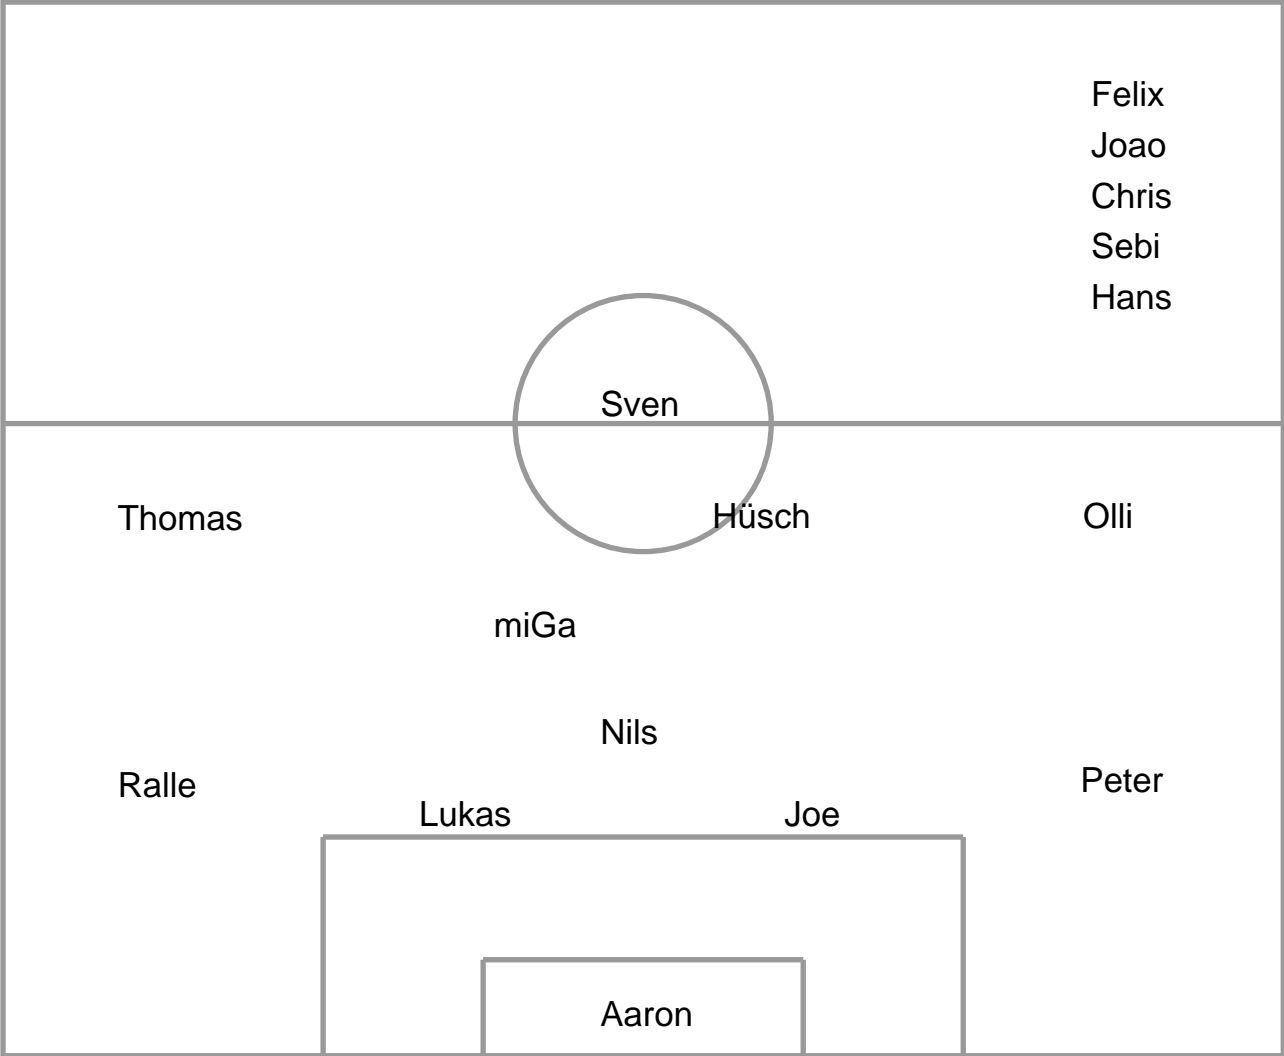 Felix
Joao
Chris
Sebi
Hans
Sven
Thomas
Hüsch
Olli
miGa
Nils
Ralle
Peter
Lukas
Joe
Aaron